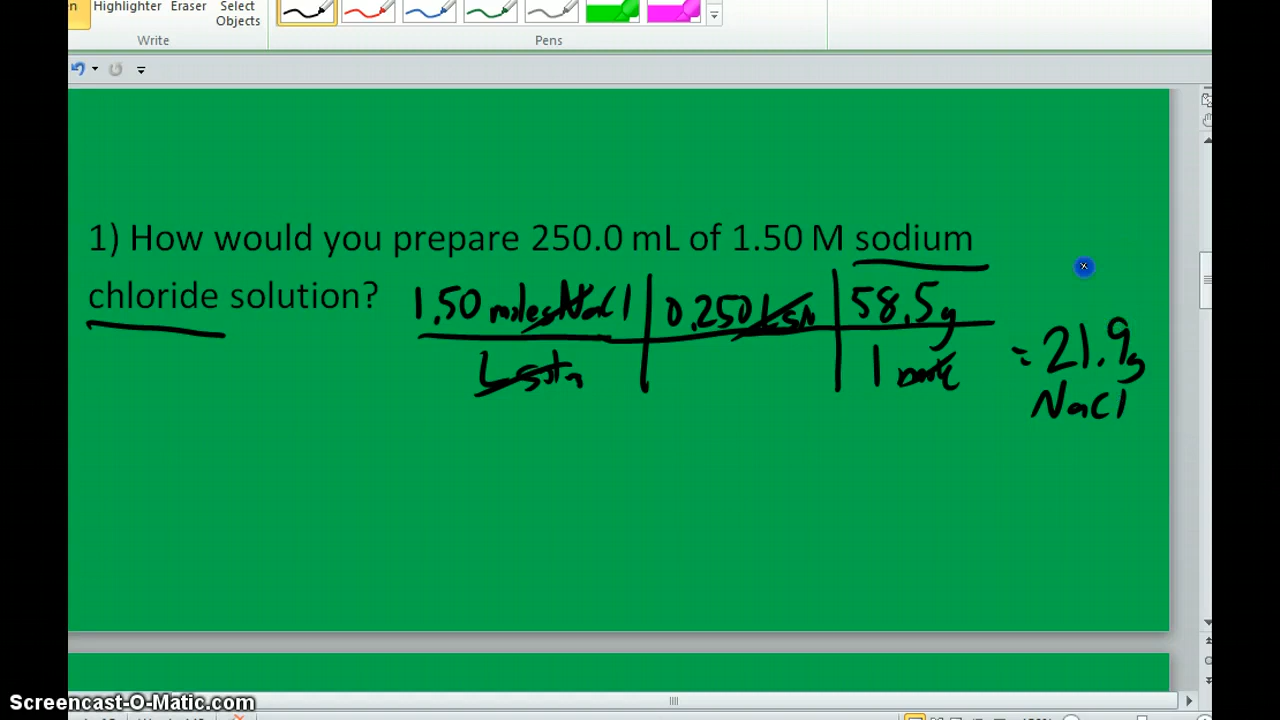 Highlighter Eraser Select
Objects
Write Pens
1) How would you prepare 250.0 mL of 1.50 M sodium
chloride solution?
1.50 moles NaCl 0.250 L 58.5g
L soln 1 mole
= 21.9g
NaCl
Screencast-O-Matic.com